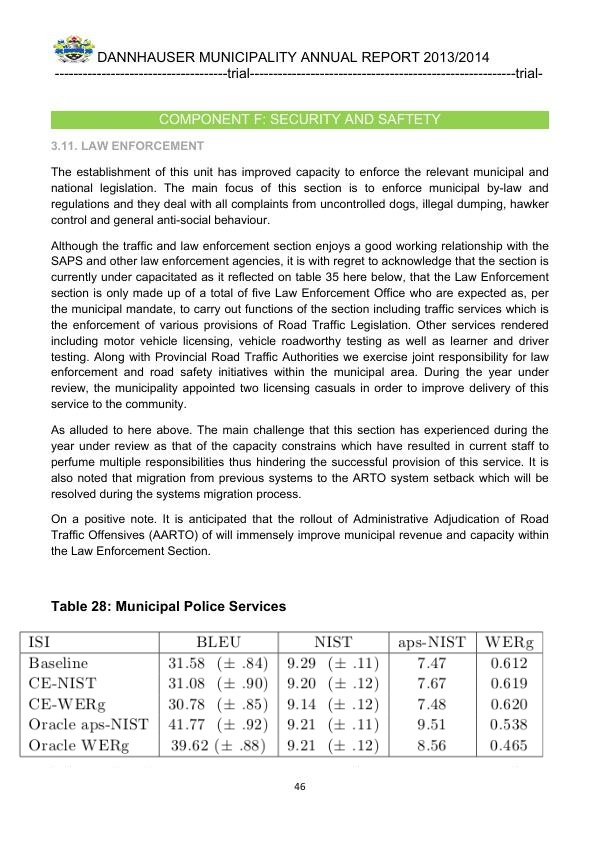 DANNHAUSER MUNICIPALITY ANNUAL REPORT 2013/2014
-------------------------------------trial---------------------------------------------------------trial-
COMPONENT F: SECURITY AND SAFTETY
3.11. LAW ENFORCEMENT
The establishment of this unit has improved capacity to enforce the relevant municipal and
national legislation. The main focus of this section is to enforce municipal by-law and
regulations and they deal with all complaints from uncontrolled dogs, illegal dumping, hawker
control and general anti-social behaviour.
Although the traffic and law enforcement section enjoys a good working relationship with the
SAPS and other law enforcement agencies, it is with regret to acknowledge that the section is
currently under capacitated as it reflected on table 35 here below, that the Law Enforcement
section is only made up of a total of five Law Enforcement Office who are expected as, per
the municipal mandate, to carry out functions of the section including traffic services which is
the enforcement of various provisions of Road Traffic Legislation. Other services rendered
including motor vehicle licensing, vehicle roadworthy testing as well as learner and driver
testing. Along with Provincial Road Traffic Authorities we exercise joint responsibility for law
enforcement and road safety initiatives within the municipal area. During the year under
review, the municipality appointed two licensing casuals in order to improve delivery of this
service to the community.
As alluded to here above. The main challenge that this section has experienced during the
year under review as that of the capacity constrains which have resulted in current staff to
perfume multiple responsibilities thus hindering the successful provision of this service. It is
also noted that migration from previous systems to the ARTO system setback which will be
resolved during the systems migration process.
On a positive note. It is anticipated that the rollout of Administrative Adjudication of Road
Traffic Offensives (AARTO) of will immensely improve municipal revenue and capacity within
the Law Enforcement Section.
Table 28: Municipal Police Services
ISI BLEU NIST aps-NIST WERg
Baseline 31.58 (± .84) 9.29 (± .11) 7.47 0.612
CE-NIST 31.08 (± .90) 9.20 (± .12) 7.67 0.619
CE-WERg 30.78 (± .85) 9.14 (± .12) 7.48 0.620
Oracle aps-NIST 41.77 (± .92) 9.21 (± .11) 9.51 0.538
Oracle WERg 39.62 (± .88) 9.21 (± .12) 8.56 0.465
46